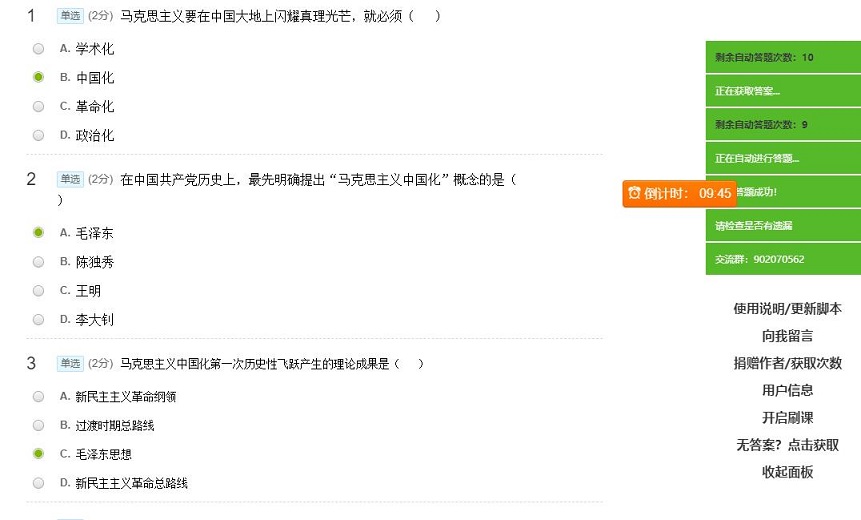 1 单选 (2分) 马克思主义要在中国大地上闪耀真理光芒，就必须（ ）
A. 学术化
B. 中国化
C. 革命化
D. 政治化
2 单选 (2分) 在中国共产党历史上，最先明确提出“马克思主义中国化”概念的是（
）
A. 毛泽东
B. 陈独秀
C. 王明
D. 李大钊
3 单选 (2分) 马克思主义中国化第一次历史性飞跃产生的理论成果是（ ）
A. 新民主主义革命纲领
B. 过渡时期总路线
C. 毛泽东思想
D. 新民主主义革命总路线
剩余自动答题次数：10
正在获取答案...
剩余自动答题次数：9
正在自动进行答题...
倒计时： 09:45
答题成功!
请检查是否有遗漏
交流群：902070562
使用说明/更新脚本
向我留言
捐赠作者/获取次数
用户信息
开启刷课
无答案？点击获取
收起面板